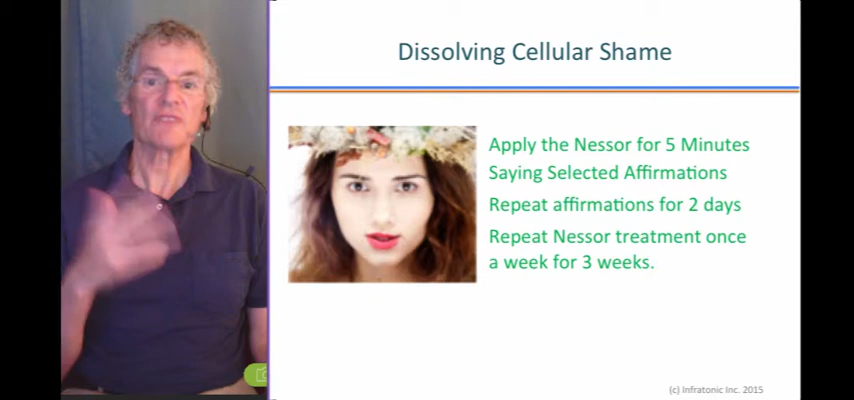 Dissolving Cellular Shame
Apply the Nessor for 5 Minutes
Saying Selected Affirmations
Repeat affirmations for 2 days
Repeat Nessor treatment once
a week for 3 weeks.
(c) Infratonic Inc. 2015